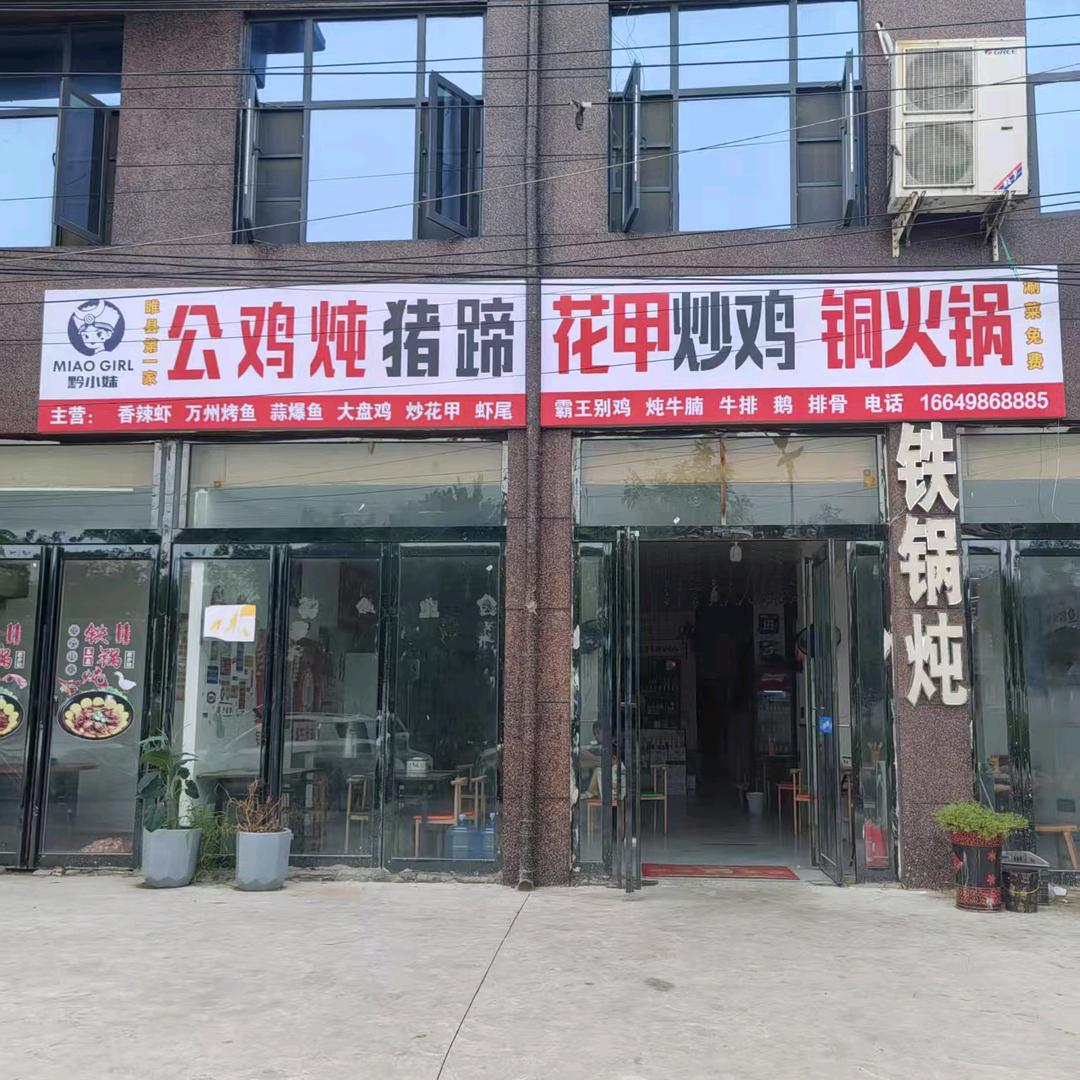 GREE
MIAO GIRL
黔小妹
睢县第一家
公鸡炖猪蹄
主营： 香辣虾 万州烤鱼 蒜爆鱼 大盘鸡 炒花甲 虾尾
花甲炒鸡 铜火锅
涮菜免费
霸王别鸡 炖牛腩 牛排 鹅 排骨 电话 16649868885
铁锅炖
铁锅炖